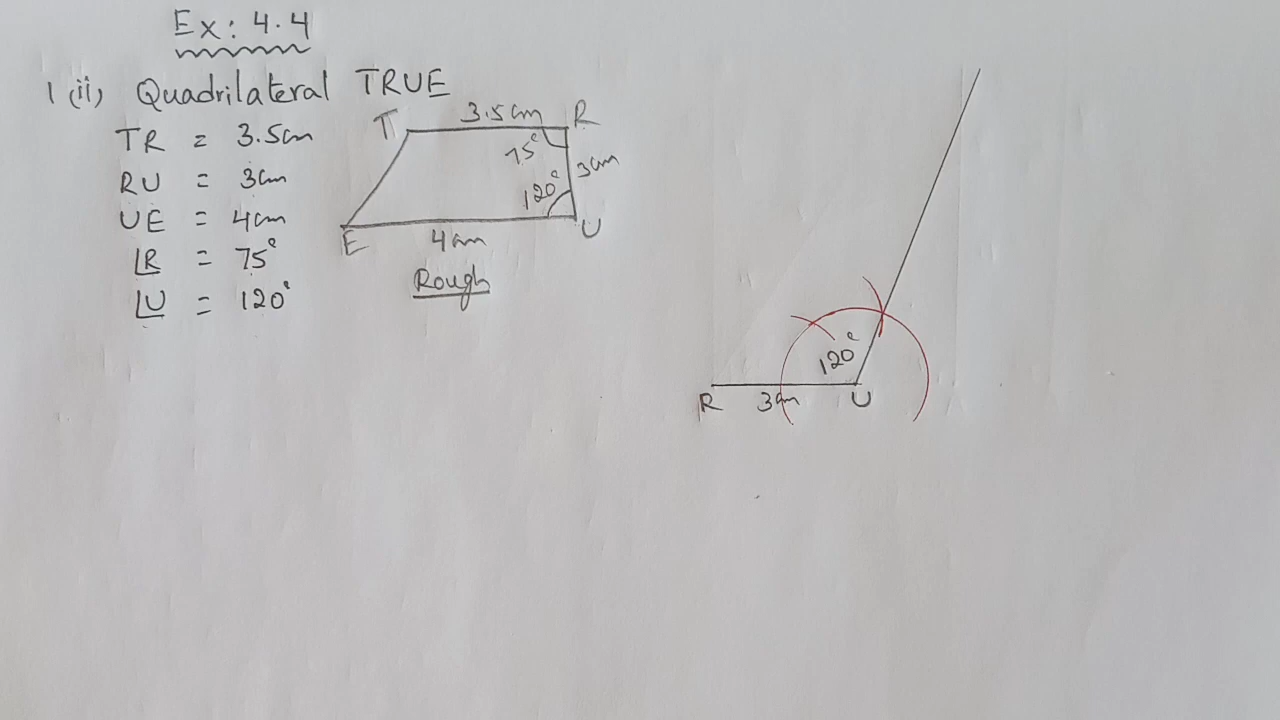 Ex: 4.4
1 (ii) Quadrilateral TRUE
TR = 3.5cm
RU = 3cm
UE = 4cm
∠R = 75°
∠U = 120°
T 3.5cm R
75°
3cm
120°
E 4cm U
Rough
120°
R 3cm U